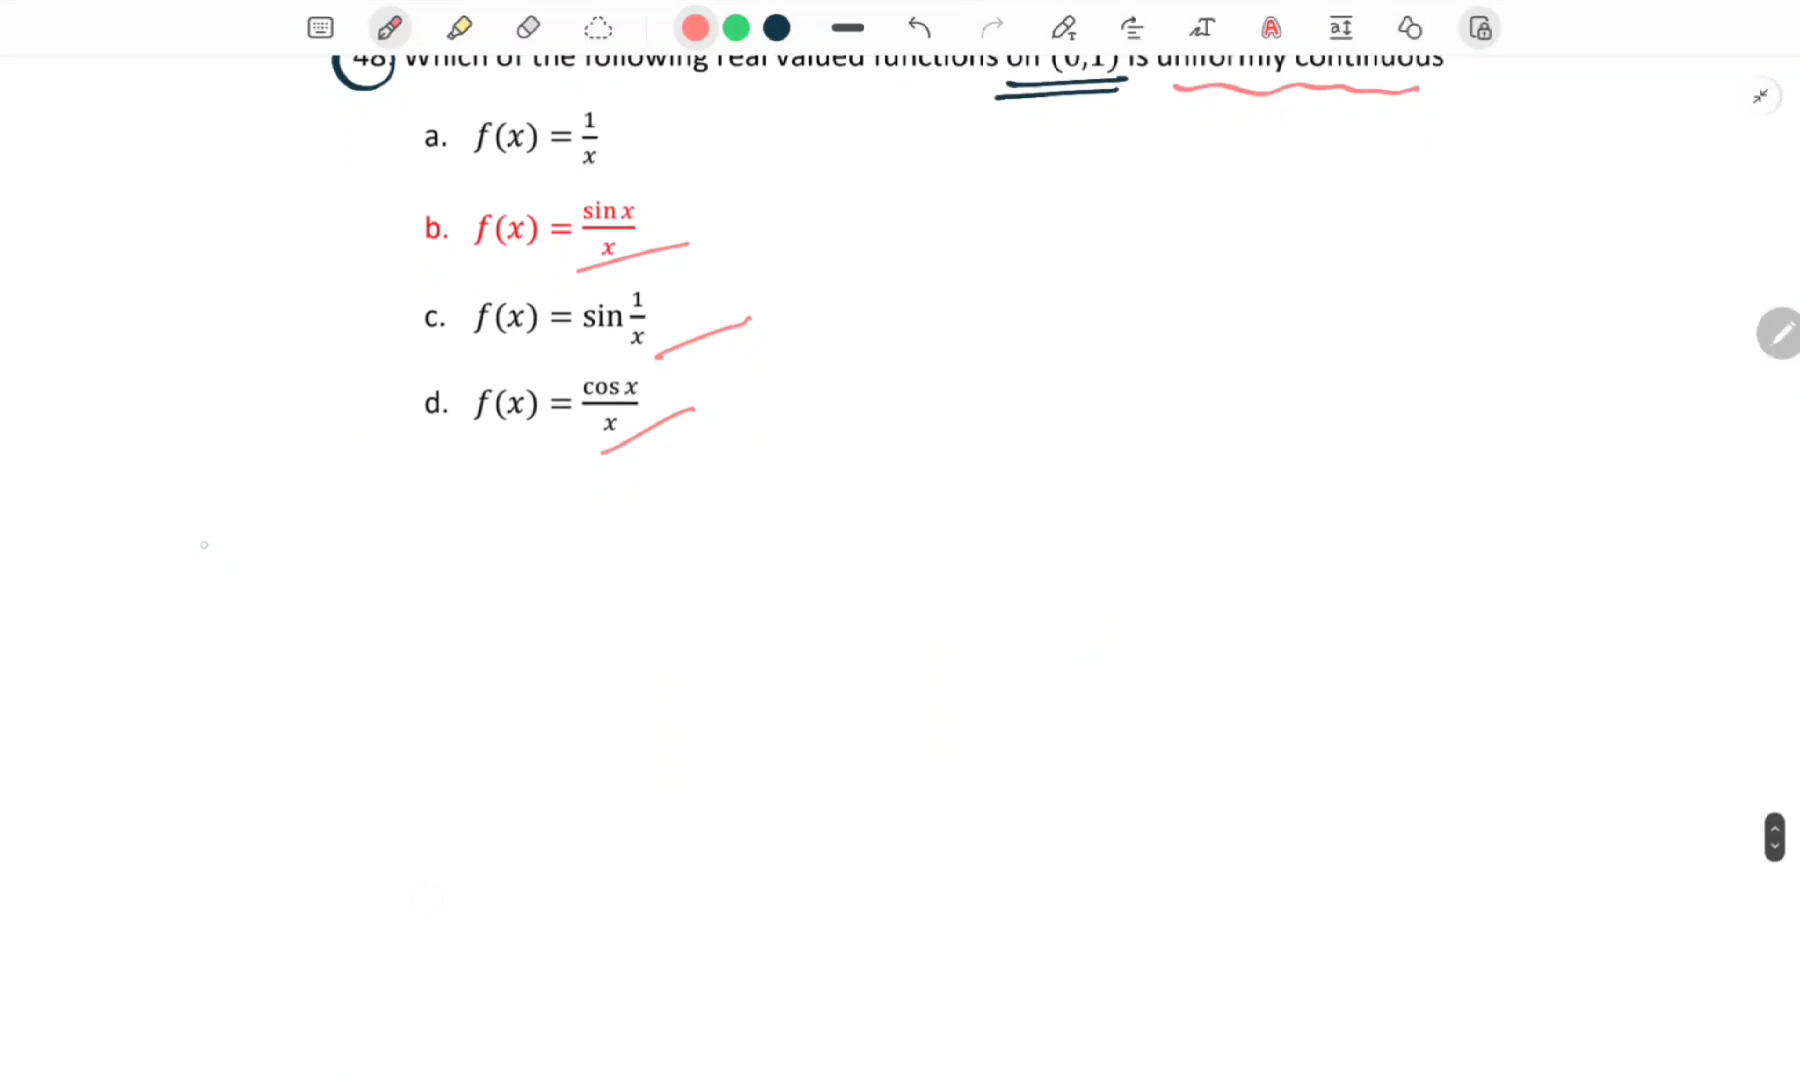 48. Which of the following real valued functions on (0,1) is uniformly continuous
a. f(x) = 1/x
b. f(x) = sin x/x
c. f(x) = sin 1/x
d. f(x) = cos x/x